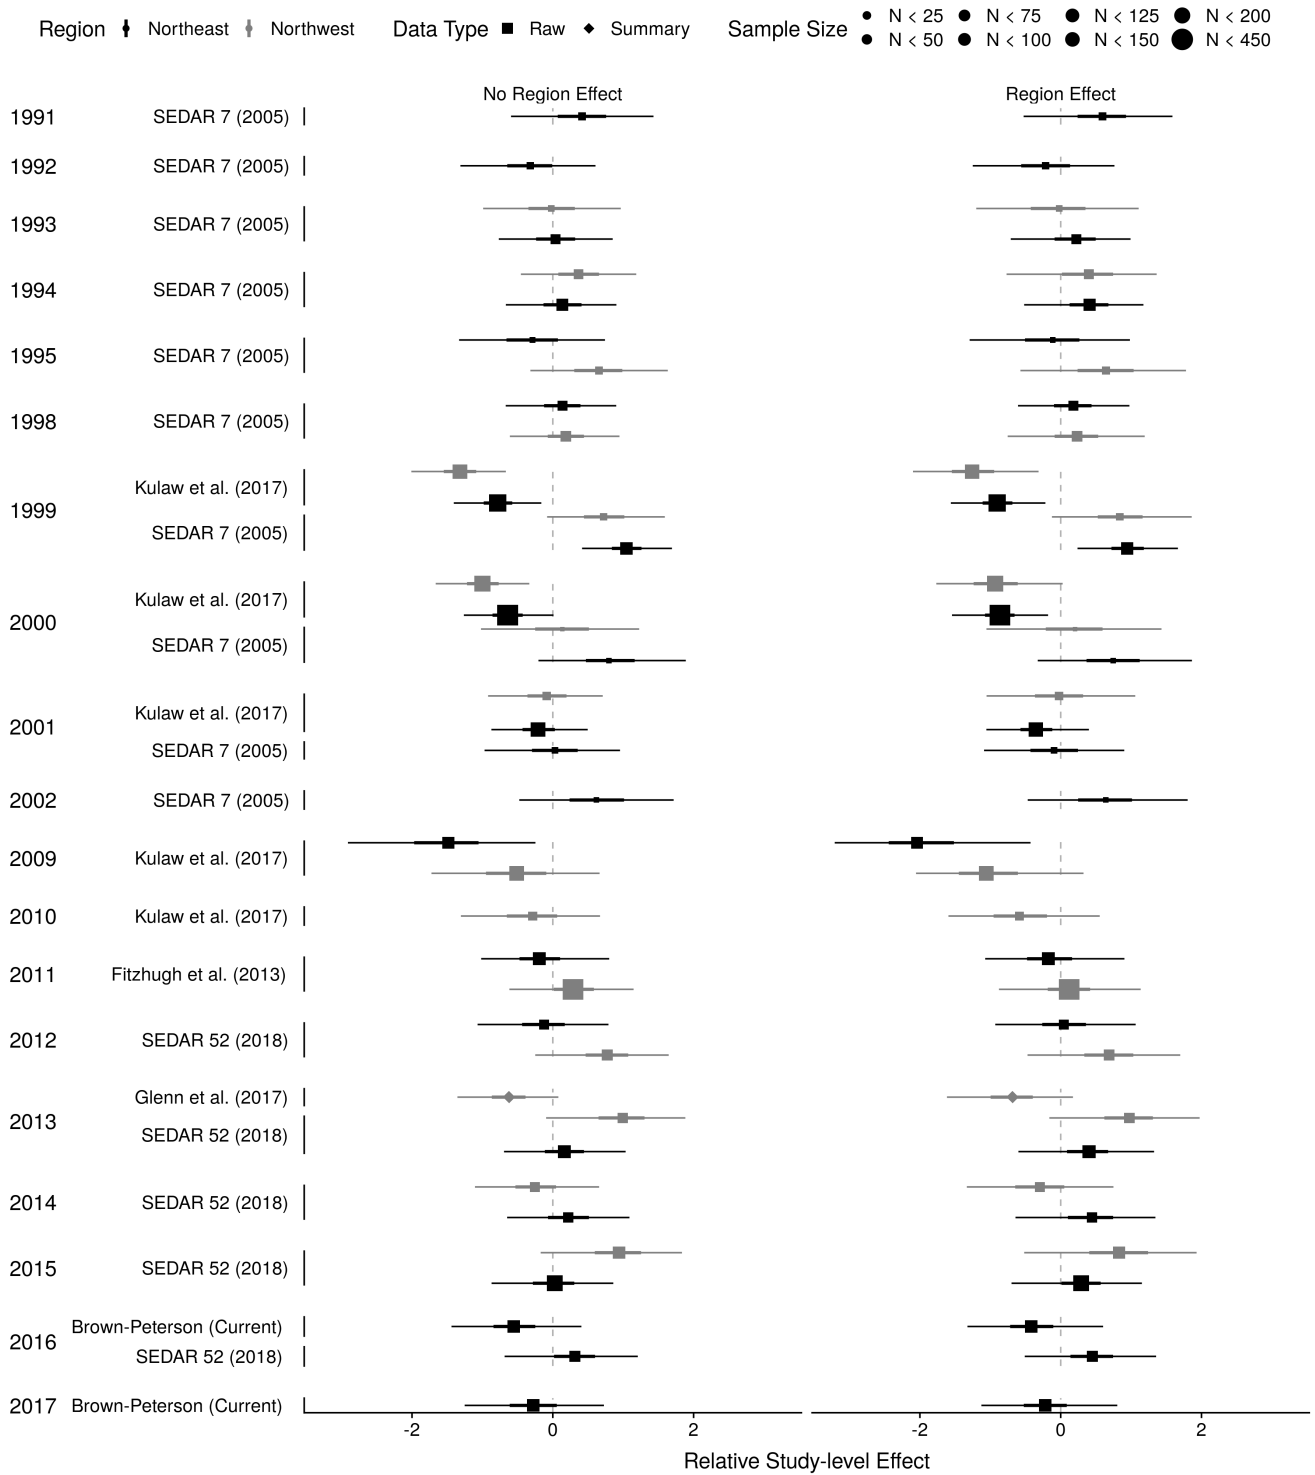 Region Northeast Northwest Data Type Raw Summary Sample Size N < 25 N < 75 N < 125 N < 200
N < 50 N < 100 N < 150 N < 450
No Region Effect Region Effect
1991 SEDAR 7 (2005)
1992 SEDAR 7 (2005)
1993 SEDAR 7 (2005)
1994 SEDAR 7 (2005)
1995 SEDAR 7 (2005)
1998 SEDAR 7 (2005)
Kulaw et al. (2017)
1999
SEDAR 7 (2005)
Kulaw et al. (2017)
2000
SEDAR 7 (2005)
Kulaw et al. (2017)
2001
SEDAR 7 (2005)
2002 SEDAR 7 (2005)
2009 Kulaw et al. (2017)
2010 Kulaw et al. (2017)
2011 Fitzhugh et al. (2013)
2012 SEDAR 52 (2018)
Glenn et al. (2017)
2013
SEDAR 52 (2018)
2014 SEDAR 52 (2018)
2015 SEDAR 52 (2018)
Brown-Peterson (Current)
2016
SEDAR 52 (2018)
2017 Brown-Peterson (Current)
-2 0 2 -2 0 2
Relative Study-level Effect